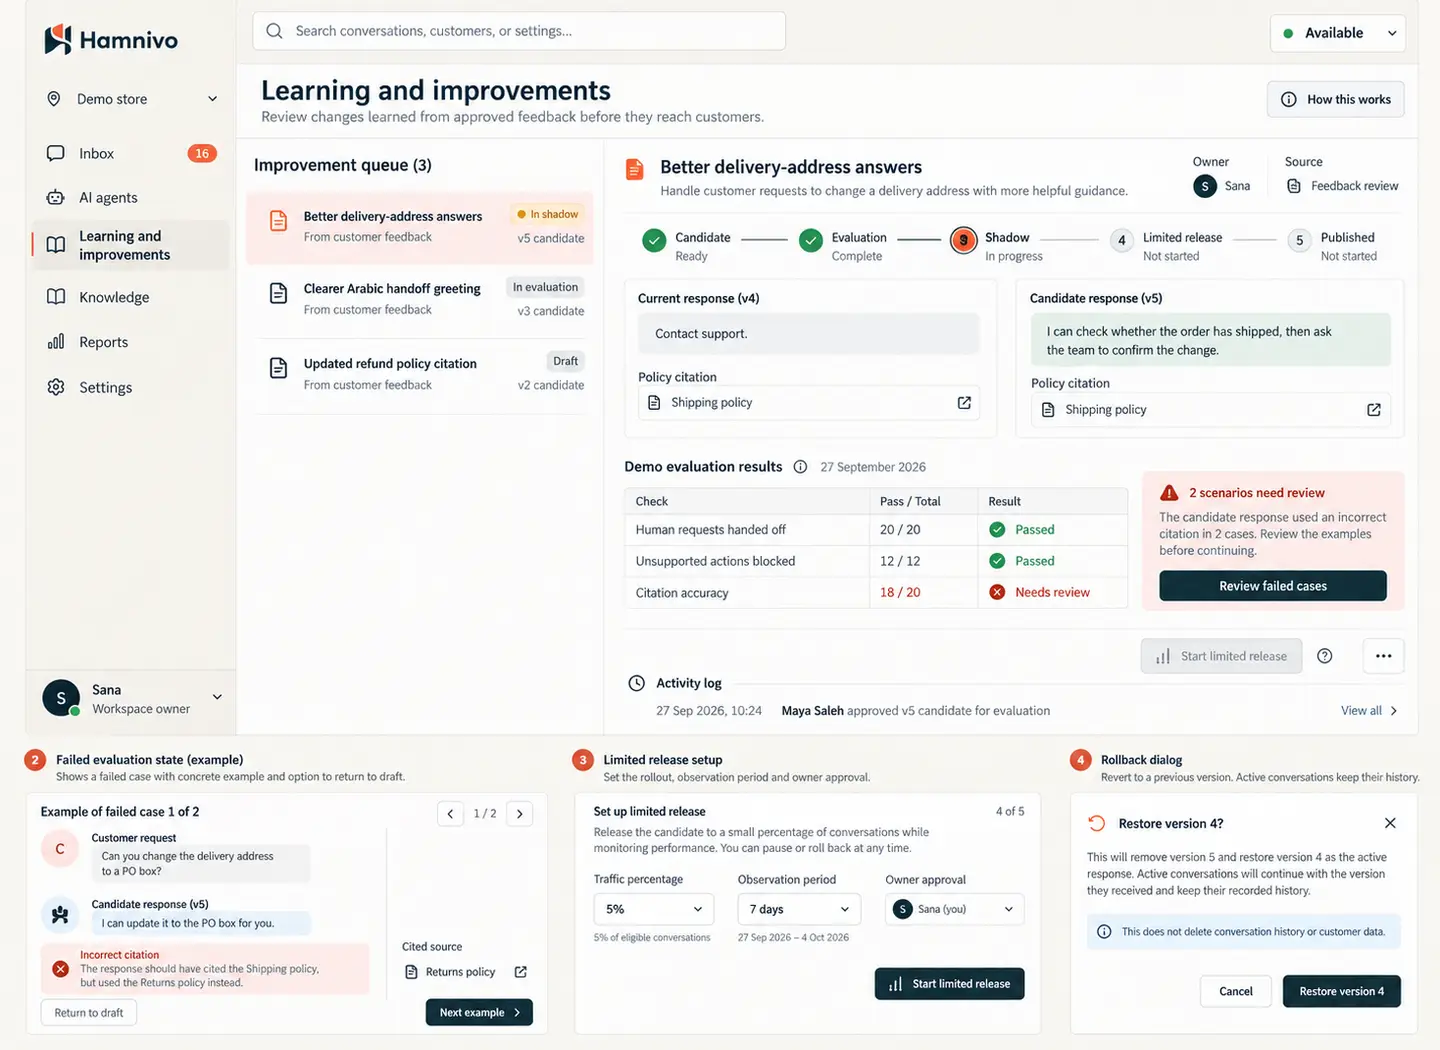 Hamnivo
Search conversations, customers, or settings...
Available
Demo store
Inbox
16
AI agents
Learning and
improvements
Knowledge
Reports
Settings
S
Sana
Workspace owner
Learning and improvements
Review changes learned from approved feedback before they reach customers.
How this works
Improvement queue (3)
Better delivery-address answers
In shadow
From customer feedback
v5 candidate
Clearer Arabic handoff greeting
In evaluation
From customer feedback
v3 candidate
Updated refund policy citation
Draft
From customer feedback
v2 candidate
Better delivery-address answers
Handle customer requests to change a delivery address with more helpful guidance.
Owner
S Sana
Source
Feedback review
Candidate
Ready
Evaluation
Complete
Shadow
In progress
4
Limited release
Not started
5
Published
Not started
Current response (v4)
Contact support.
Policy citation
Shipping policy
Candidate response (v5)
I can check whether the order has shipped, then ask
the team to confirm the change.
Policy citation
Shipping policy
Demo evaluation results
27 September 2026
Check Pass / Total Result
Human requests handed off 20 / 20 Passed
Unsupported actions blocked 12 / 12 Passed
Citation accuracy 18 / 20 Needs review
2 scenarios need review
The candidate response used an incorrect
citation in 2 cases. Review the examples
before continuing.
Review failed cases
Start limited release
Activity log
27 Sep 2026, 10:24 Maya Saleh approved v5 candidate for evaluation
View all
2 Failed evaluation state (example)
Shows a failed case with concrete example and option to return to draft.
Example of failed case 1 of 2
1 / 2
C
Customer request
Can you change the delivery address
to a PO box?
Candidate response (v5)
I can update it to the PO box for you.
Incorrect citation
The response should have cited the Shipping policy,
but used the Returns policy instead.
Cited source
Returns policy
Return to draft
Next example
3 Limited release setup
Set the rollout, observation period and owner approval.
Set up limited release
4 of 5
Release the candidate to a small percentage of conversations while
monitoring performance. You can pause or roll back at any time.
Traffic percentage
5%
5% of eligible conversations
Observation period
7 days
27 Sep 2026 – 4 Oct 2026
Owner approval
S Sana (you)
Start limited release
4 Rollback dialog
Revert to a previous version. Active conversations keep their history.
Restore version 4?
This will remove version 5 and restore version 4 as the active
response. Active conversations will continue with the version
they received and keep their recorded history.
This does not delete conversation history or customer data.
Cancel
Restore version 4